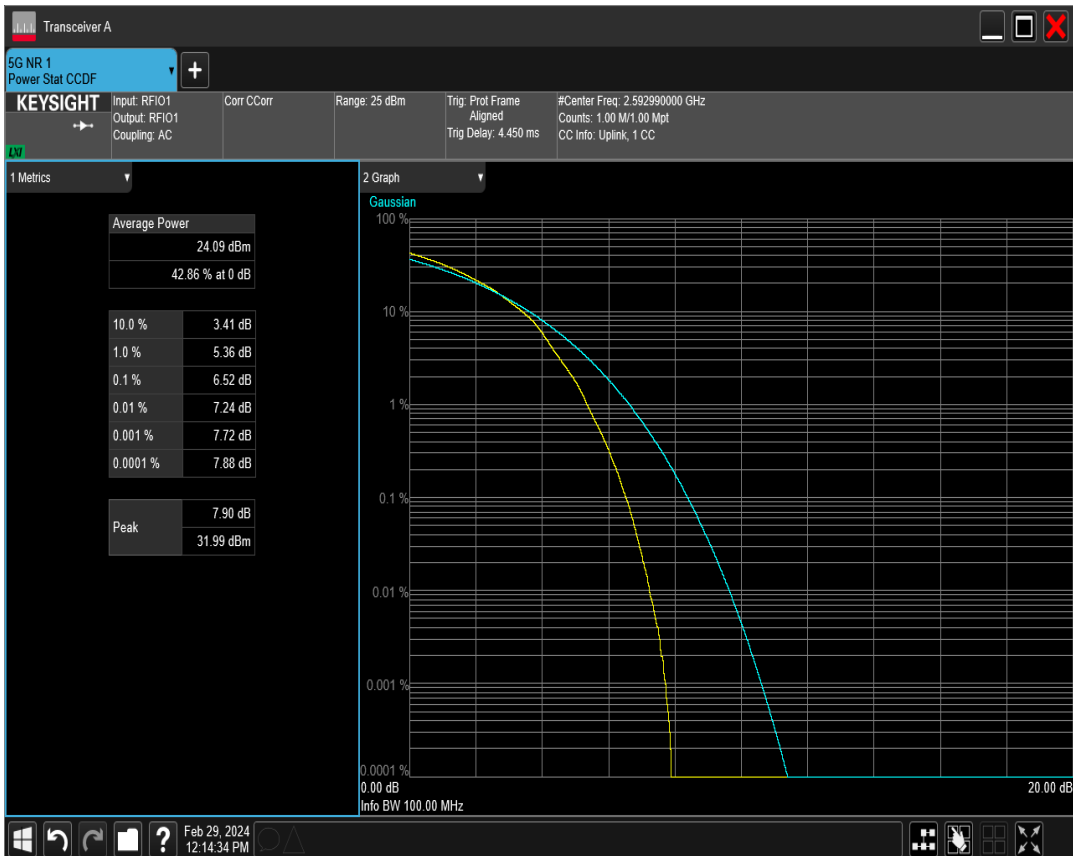 Transceiver A
5G NR 1
Power Stat CCDF
KEYSIGHT
LXI
Input: RFIO1
Output: RFIO1
Coupling: AC
Corr CCorr
Range: 25 dBm
Trig: Prot Frame
Aligned
Trig Delay: 4.450 ms
#Center Freq: 2.592990000 GHz
Counts: 1.00 M/1.00 Mpt
CC Info: Uplink, 1 CC
1 Metrics
Average Power
24.09 dBm
42.86 % at 0 dB
10.0 % 3.41 dB
1.0 % 5.36 dB
0.1 % 6.52 dB
0.01 % 7.24 dB
0.001 % 7.72 dB
0.0001 % 7.88 dB
Peak
7.90 dB
31.99 dBm
2 Graph
Gaussian
100 %
10 %
1 %
0.1 %
0.01 %
0.001 %
0.0001 %
0.00 dB 20.00 dB
Info BW 100.00 MHz
?
Feb 29, 2024
12:14:34 PM